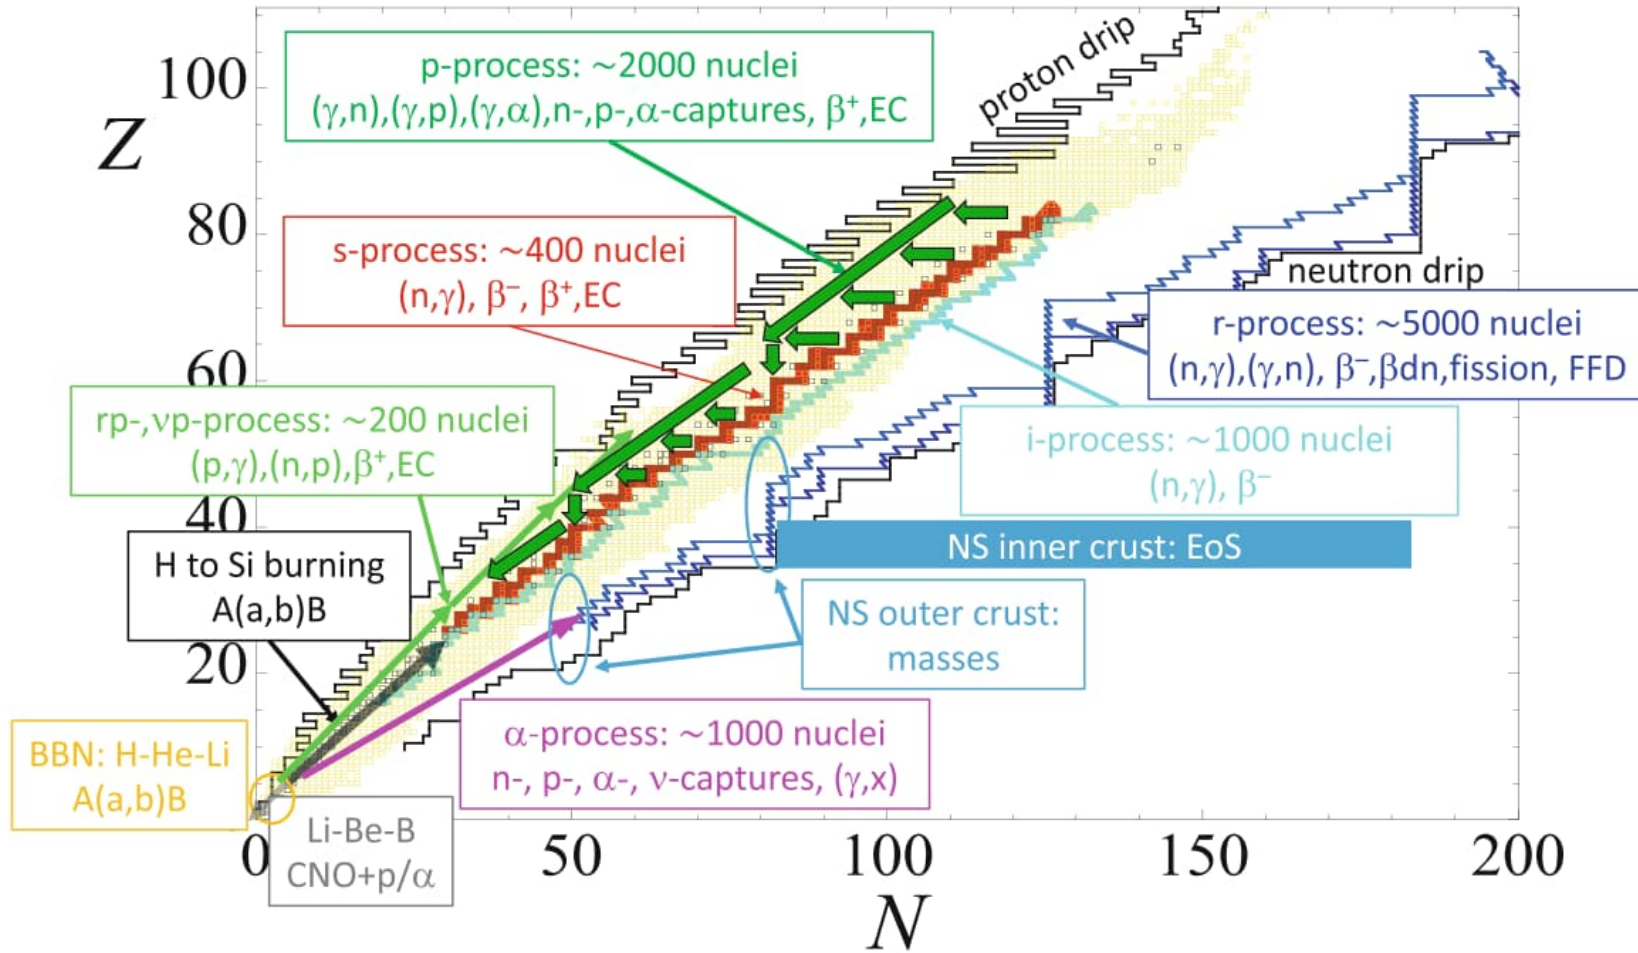 proton drip
p-process: ~2000 nuclei
(γ,n),(γ,p),(γ,α),n-,p-,α-captures, β⁺,EC
100
Z
80
s-process: ~400 nuclei
(n,γ), β⁻, β⁺,EC
neutron drip
r-process: ~5000 nuclei
(n,γ),(γ,n), β⁻,βdn,fission, FFD
60
rp-,νp-process: ~200 nuclei
(p,γ),(n,p),β⁺,EC
i-process: ~1000 nuclei
(n,γ), β⁻
40
H to Si burning
A(a,b)B
NS inner crust: EoS
NS outer crust:
masses
20
α-process: ~1000 nuclei
n-, p-, α-, ν-captures, (γ,x)
BBN: H-He-Li
A(a,b)B
Li-Be-B
CNO+p/α
0
50
100
150
200
N